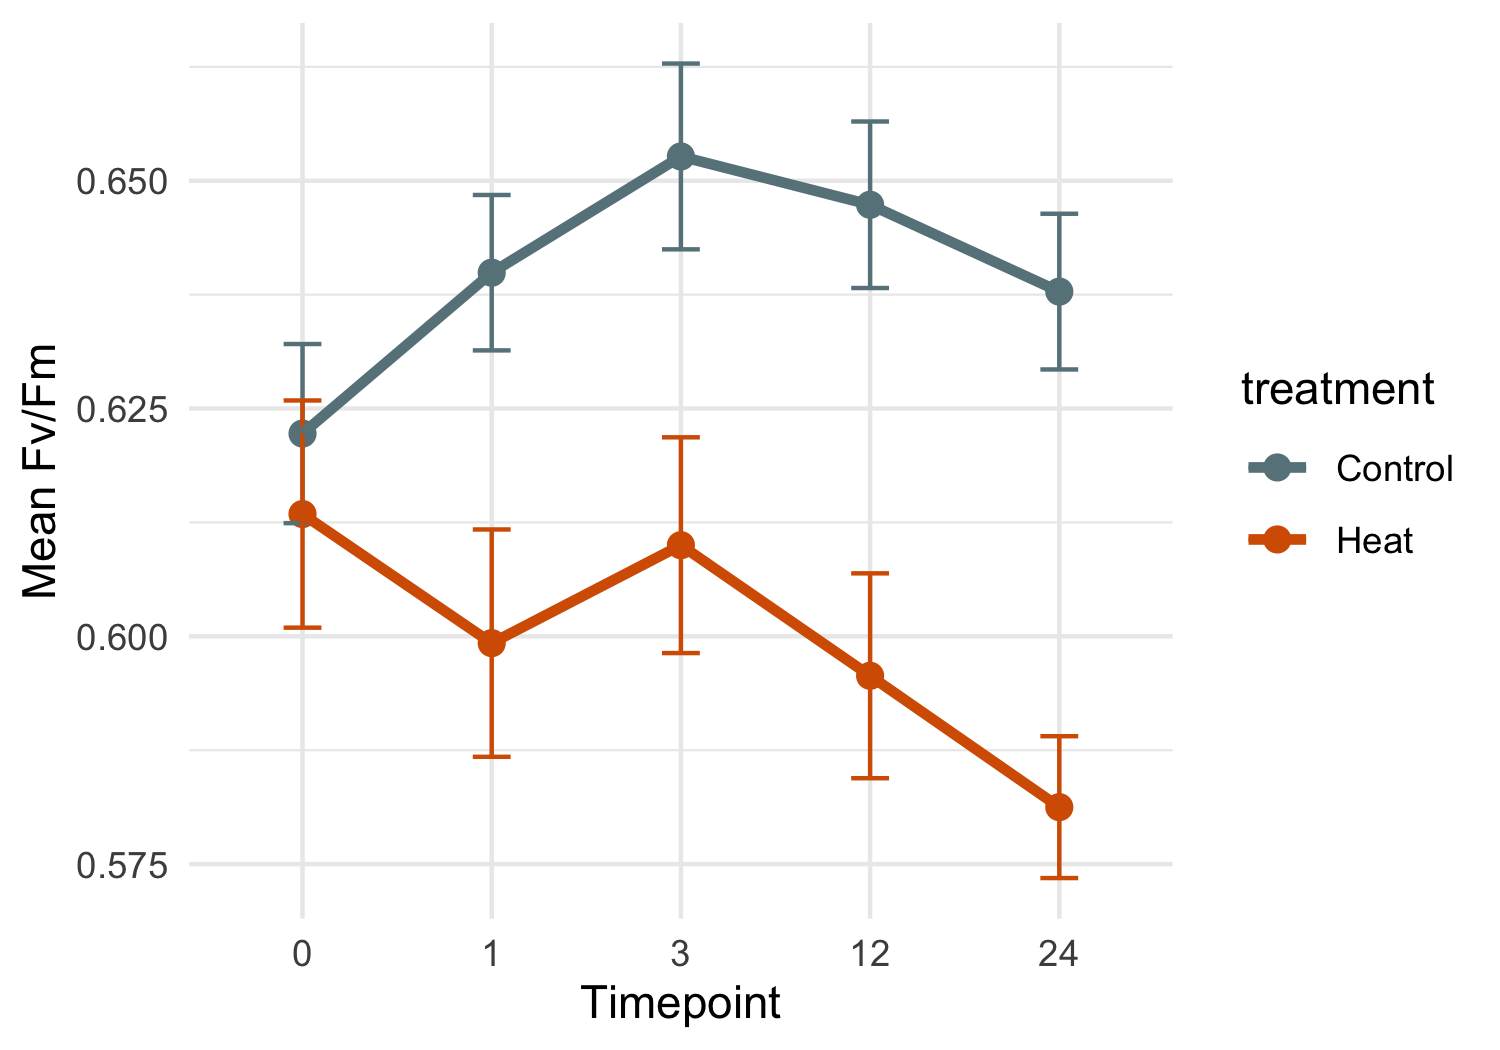 Mean Fv/Fm
0.650
0.625
0.600
0.575
0 1 3 12 24
Timepoint
treatment
Control
Heat